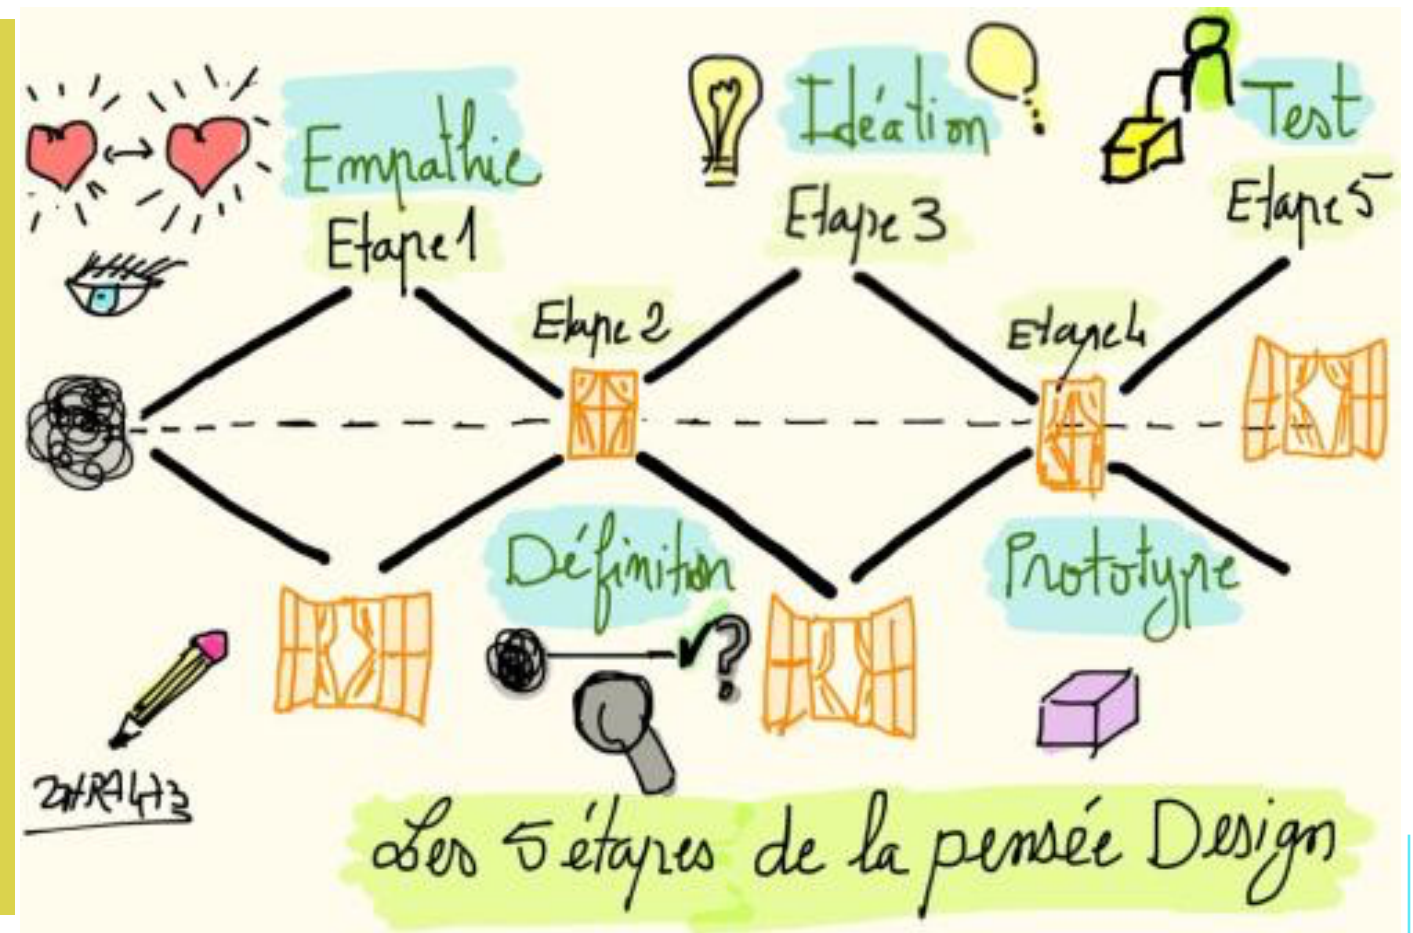 Empathie
Etape 1
Etape 2
Définition
Idéation
Etape 3
Etape 4
Prototype
Test
Etape 5
?
Les 5 étapes de la pensée Design